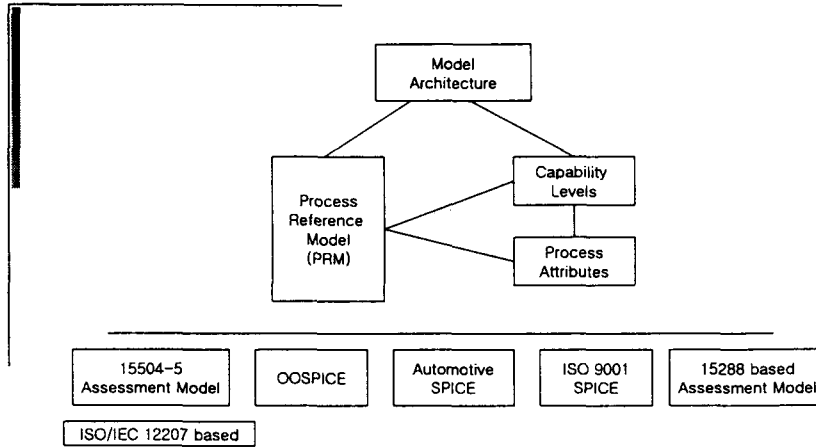 Model
Architecture
Process
Reference
Model
(PRM)
Capability
Levels
Process
Attributes
15504-5
Assessment Model
OOSPICE
Automotive
SPICE
ISO 9001
SPICE
15288 based
Assessment Model
ISO/IEC 12207 based